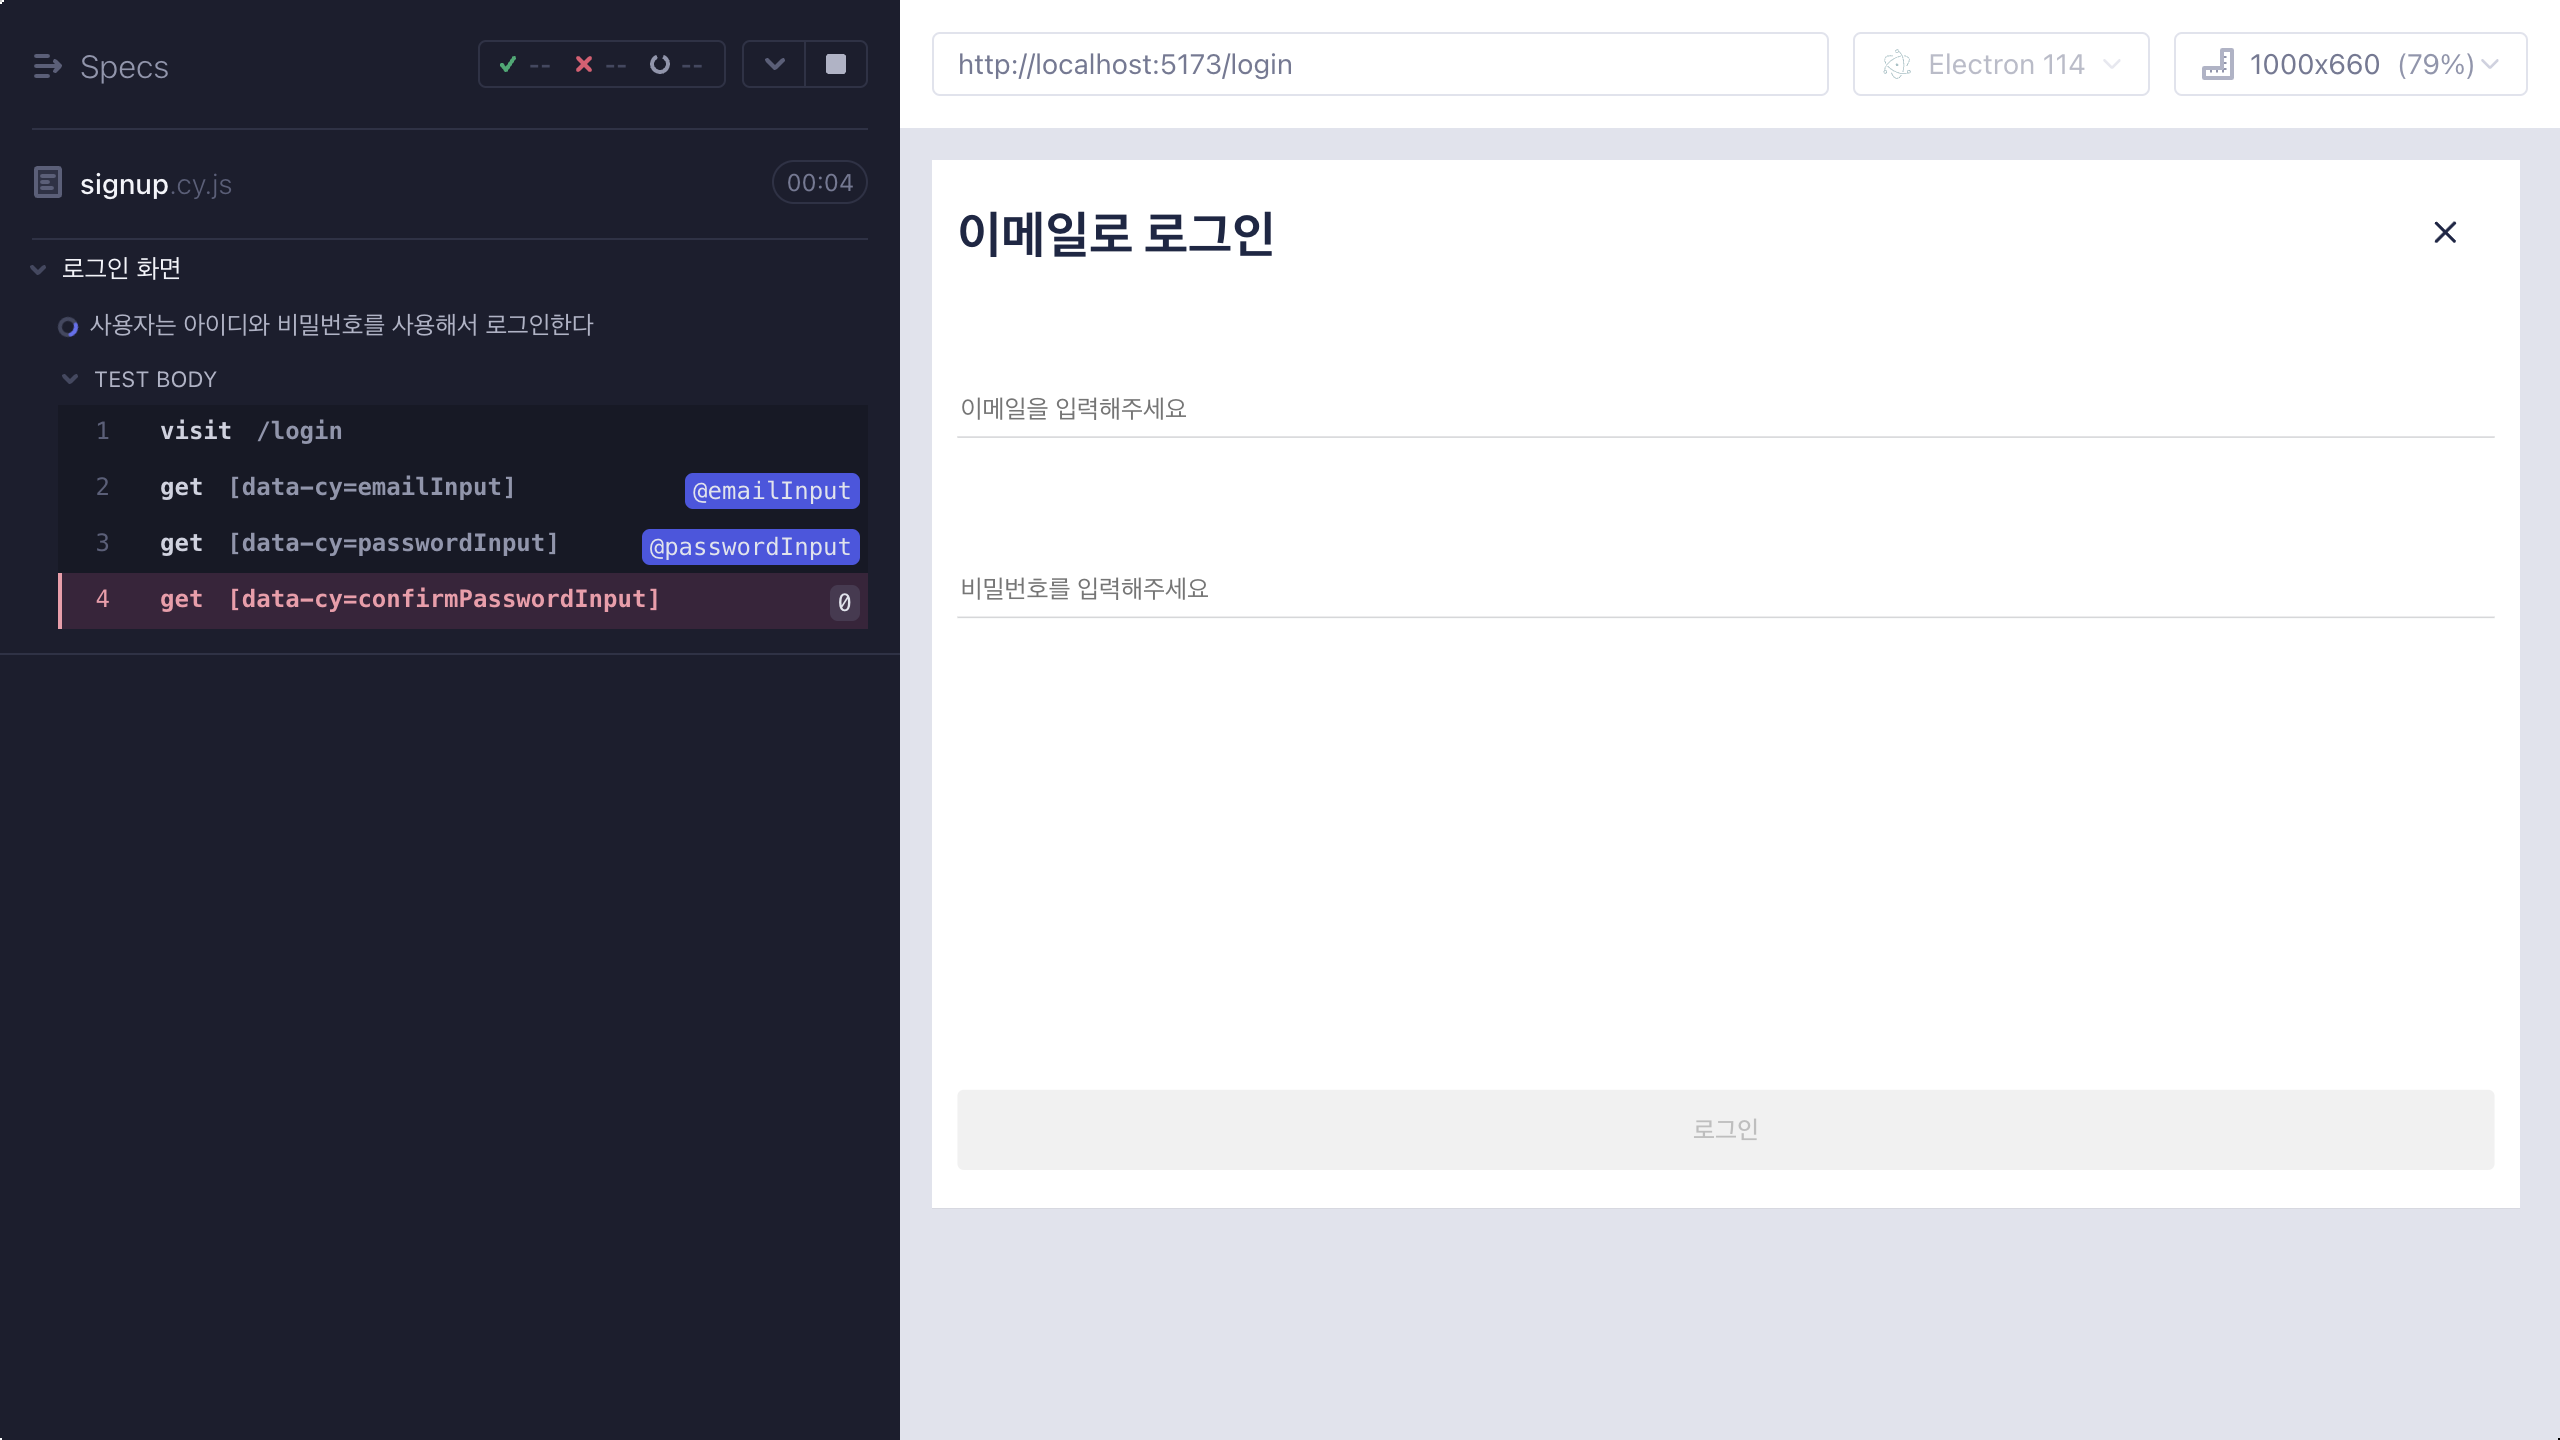 Specs
-- -- --
signup.cy.js 00:04
로그인 화면
사용자는 아이디와 비밀번호를 사용해서 로그인한다
TEST BODY
1 visit /login
2 get [data-cy=emailInput] @emailInput
3 get [data-cy=passwordInput] @passwordInput
4 get [data-cy=confirmPasswordInput] 0
http://localhost:5173/login
Electron 114
1000x660 (79%)
이메일로 로그인
이메일을 입력해주세요
비밀번호를 입력해주세요
로그인